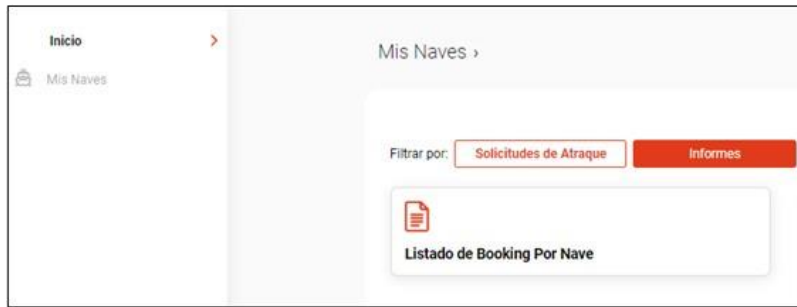 Inicio
Mis Naves
Mis Naves ›
Filtrar por: Solicitudes de Atraque Informes
Listado de Booking Por Nave